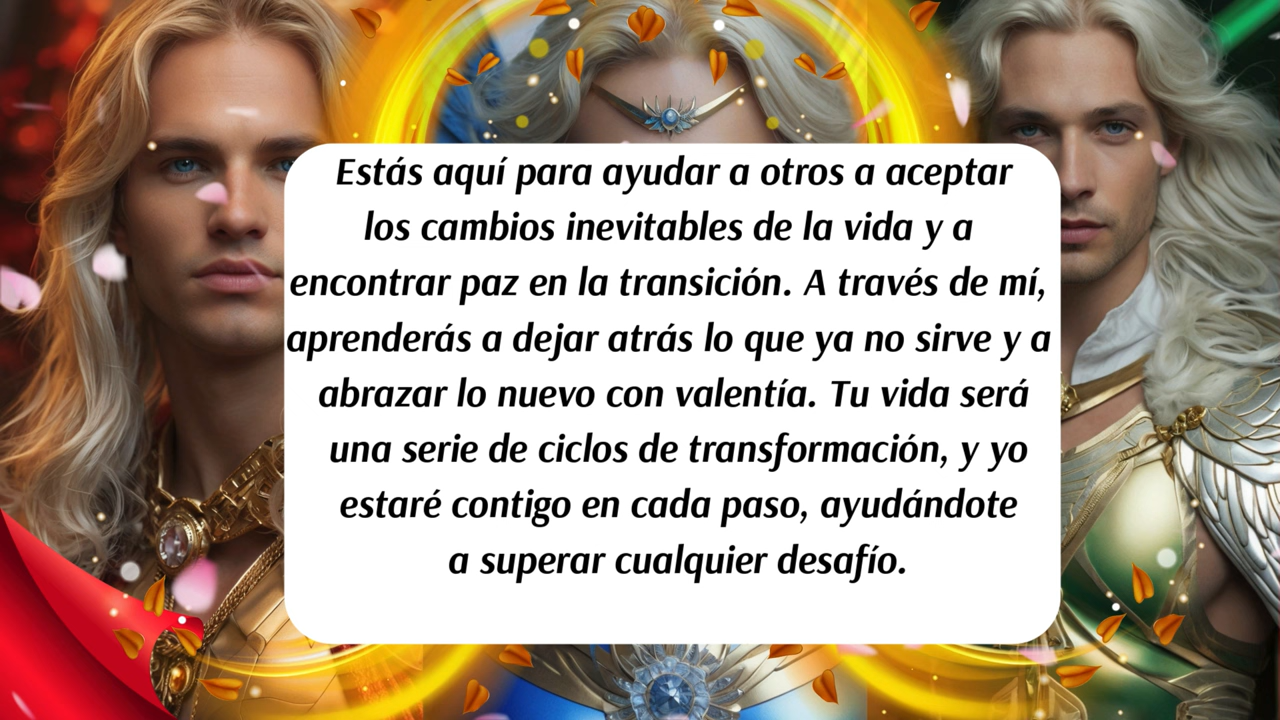 Estás aquí para ayudar a otros a aceptar
los cambios inevitables de la vida y a
encontrar paz en la transición. A través de mí,
aprenderás a dejar atrás lo que ya no sirve y a
abrazar lo nuevo con valentía. Tu vida será
una serie de ciclos de transformación, y yo
estaré contigo en cada paso, ayudándote
a superar cualquier desafío.